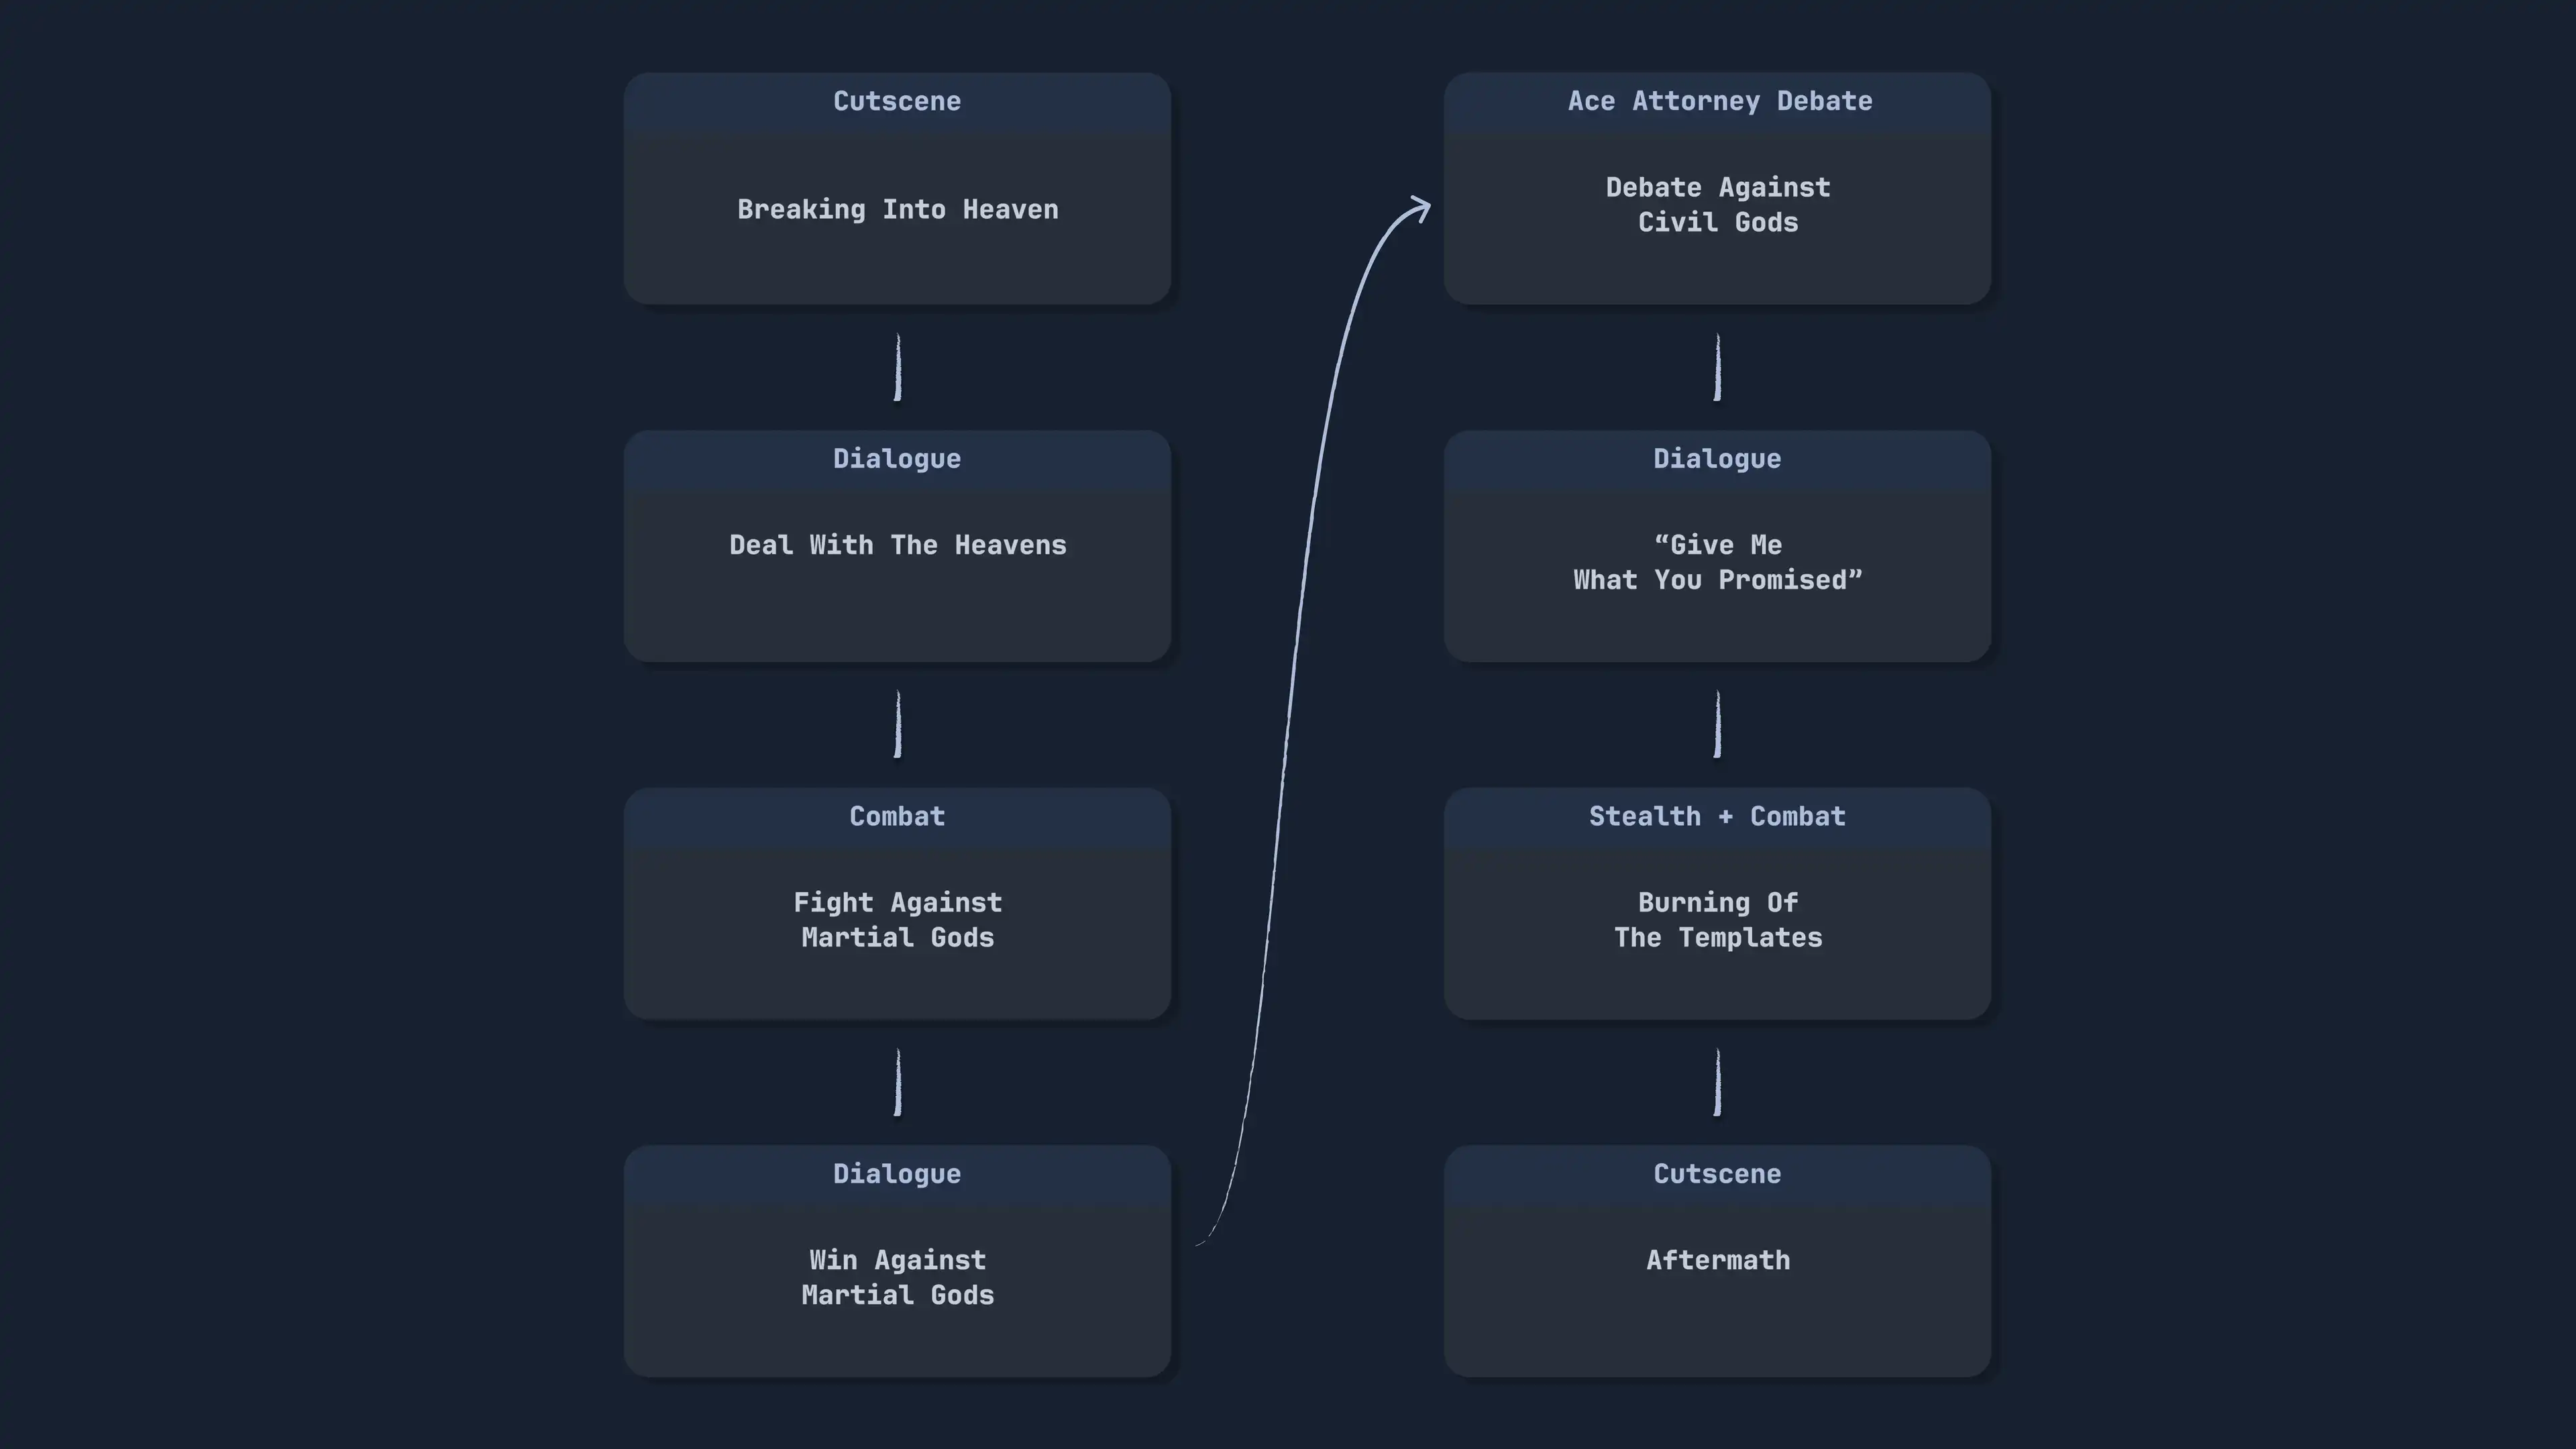 Cutscene
Breaking Into Heaven
Dialogue
Deal With The Heavens
Combat
Fight Against
Martial Gods
Dialogue
Win Against
Martial Gods
Ace Attorney Debate
Debate Against
Civil Gods
Dialogue
“Give Me
What You Promised”
Stealth + Combat
Burning Of
The Templates
Cutscene
Aftermath